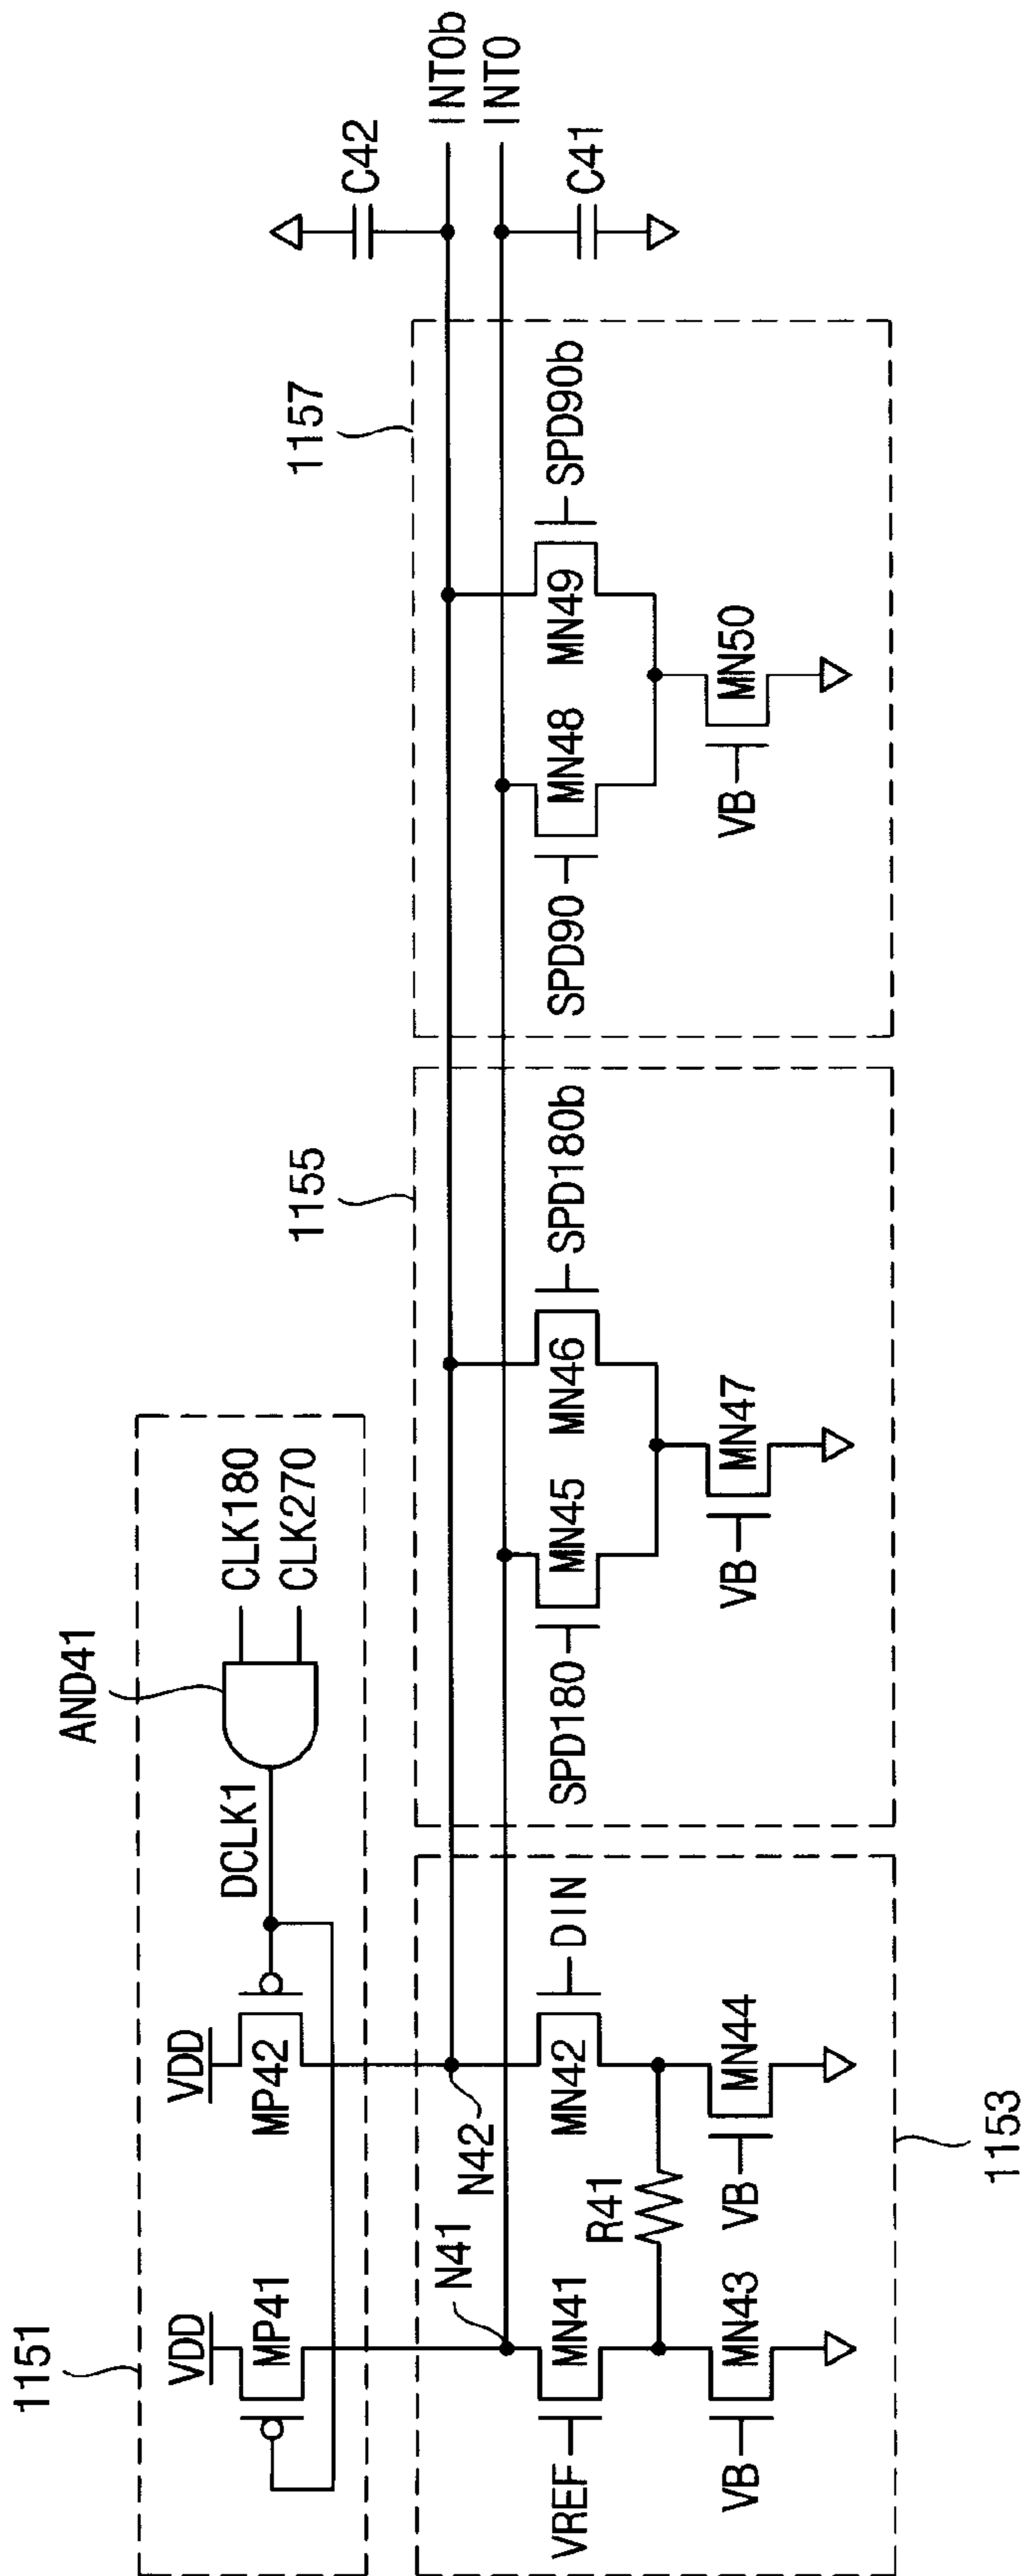 1151
VDD
MP41
VDD
MP42
DCLK1
AND41
CLK180
CLK270
N41
N42
VREF
MN41
MN42
DIN
R41
VB
MN43
VB
MN44
1153
1155
SPD180
MN45
MN46
SPD180b
VB
MN47
1157
SPD90
MN48
MN49
SPD90b
VB
MN50
C42
INT0b
INT0
C41